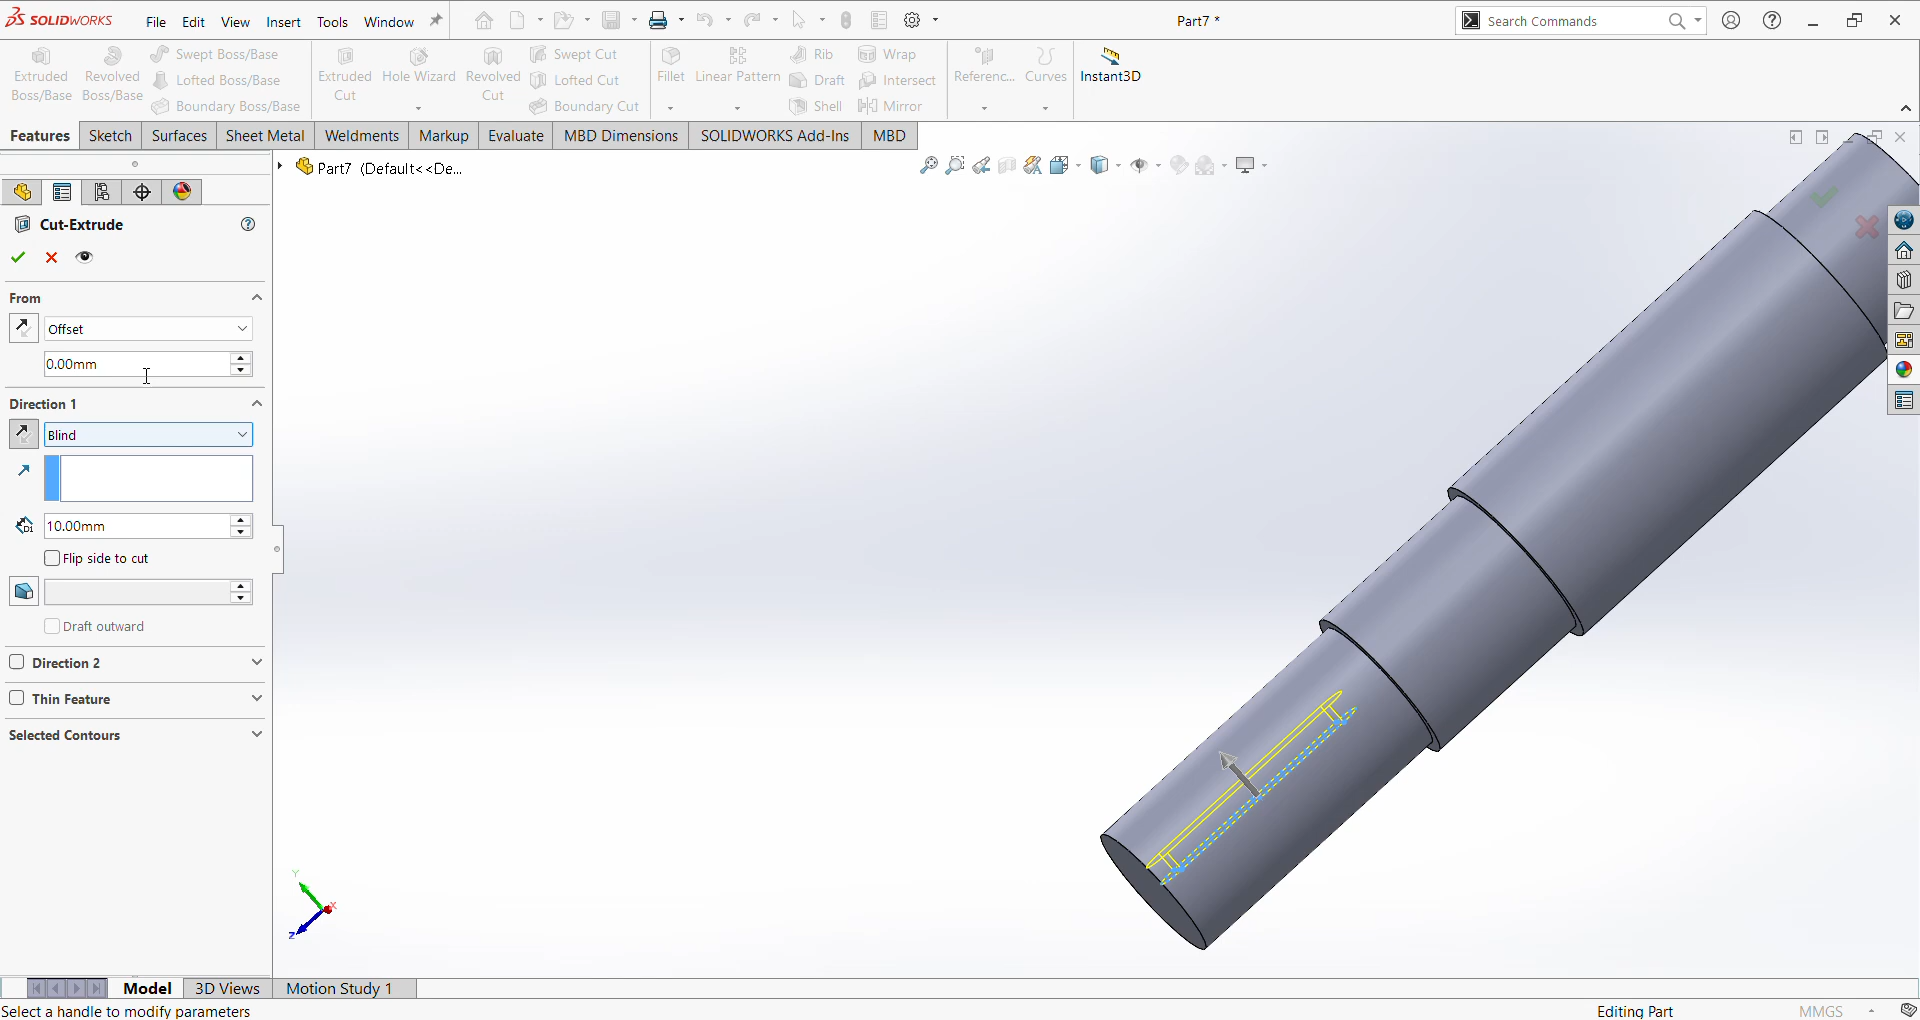 SOLIDWORKS File Edit View Insert Tools Window Part7 * Search Commands
Extruded Boss/Base
Revolved Boss/Base
Swept Boss/Base
Lofted Boss/Base
Boundary Boss/Base
Extruded Cut
Hole Wizard
Revolved Cut
Swept Cut
Lofted Cut
Boundary Cut
Fillet
Linear Pattern
Rib
Draft
Shell
Wrap
Intersect
Mirror
Referenc...
Curves
Instant3D
Features Sketch Surfaces Sheet Metal Weldments Markup Evaluate MBD Dimensions SOLIDWORKS Add-Ins MBD
Part7 (Default<<De...
Cut-Extrude
From
Offset
0.00mm
Direction 1
Blind
D1
10.00mm
Flip side to cut
Draft outward
Direction 2
Thin Feature
Selected Contours
Y
X
Z
Model 3D Views Motion Study 1
Select a handle to modify parameters Editing Part MMGS